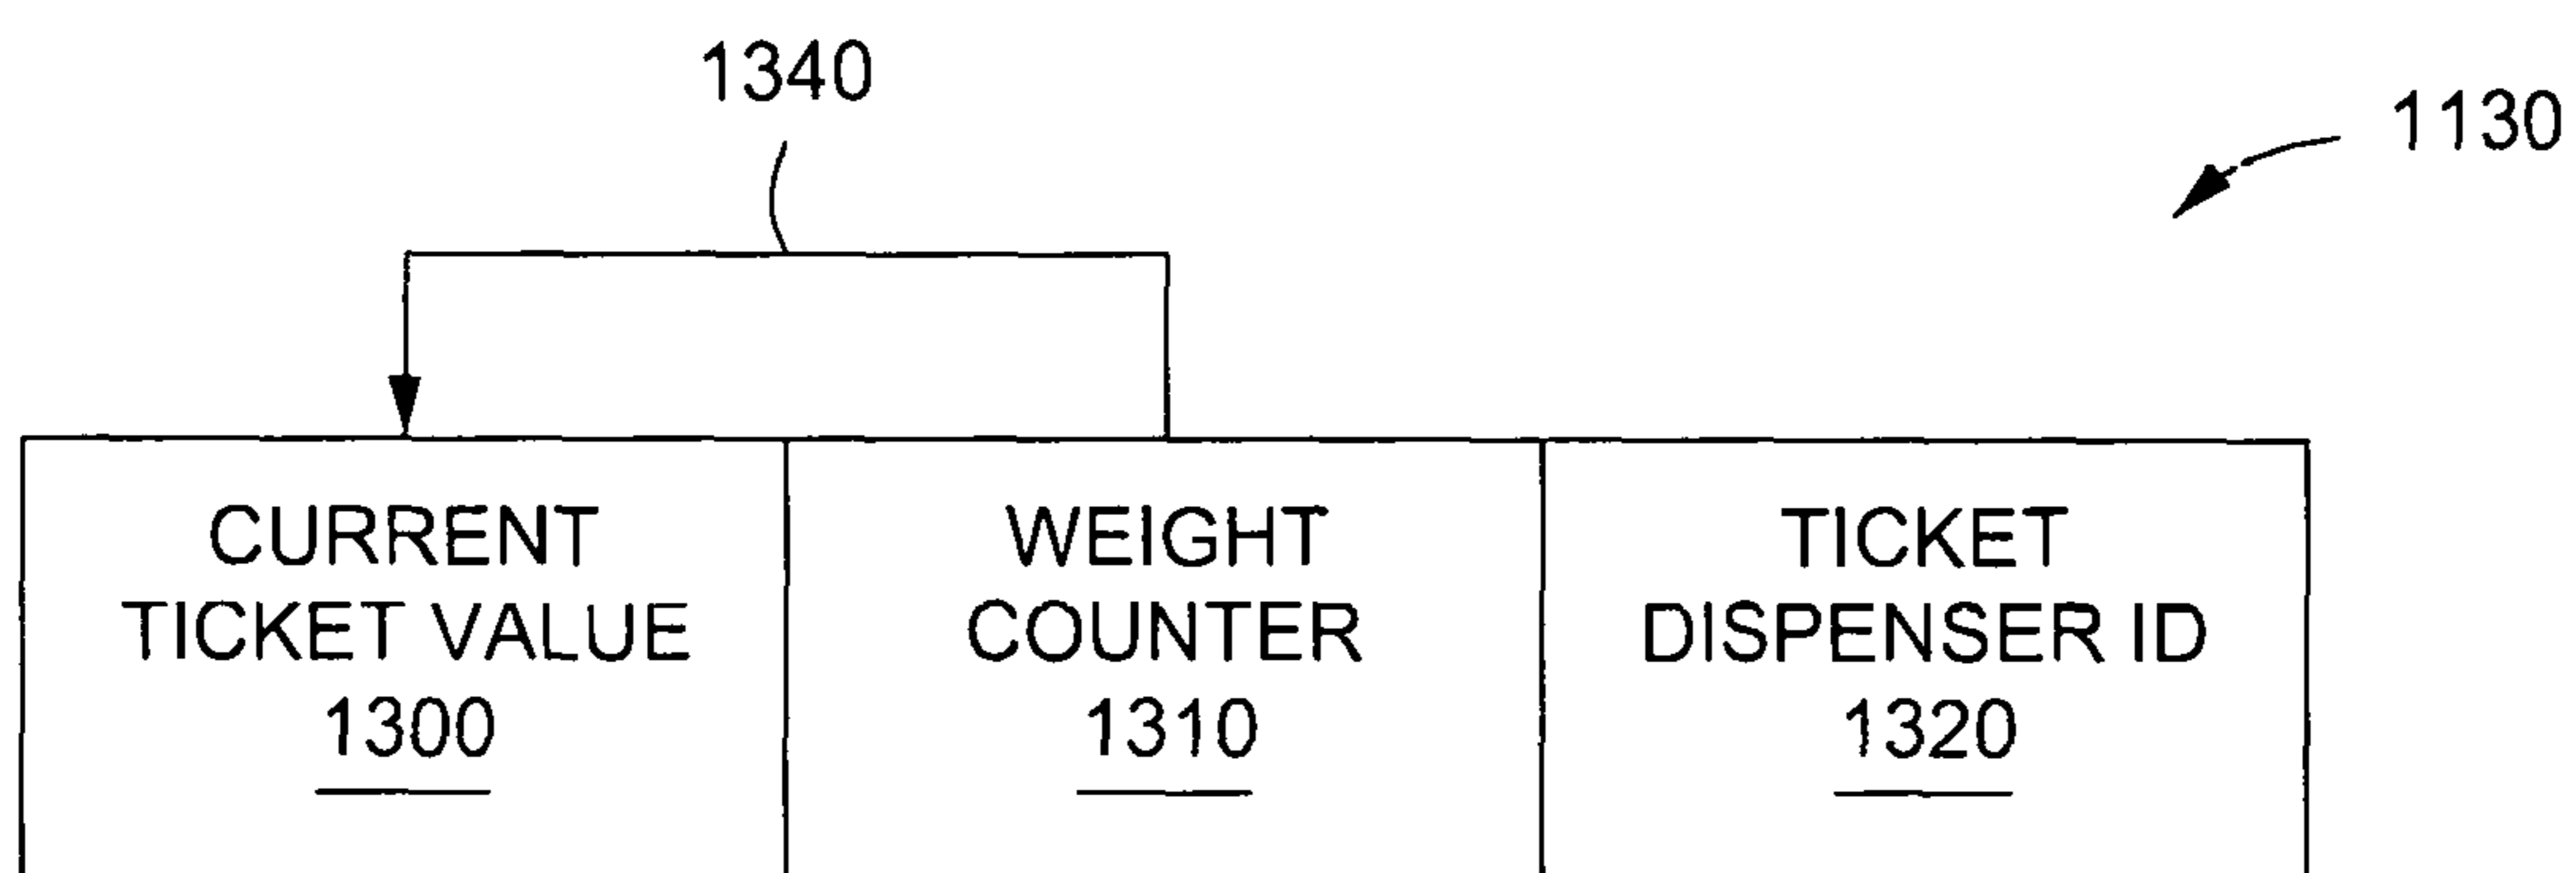 1340
1130
CURRENT
TICKET VALUE
1300
WEIGHT
COUNTER
1310
TICKET
DISPENSER ID
1320